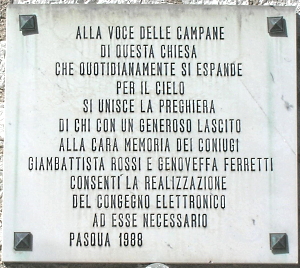 ALLA VOCE DELLE CAMPANE
DI QUESTA CHIESA
CHE QUOTIDIANAMENTE SI ESPANDE
PER IL CIELO
SI UNISCE LA PREGHIERA
DI CHI CON UN GENEROSO LASCITO
ALLA CARA MEMORIA DEI CONIUGI
GIAMBATTISTA ROSSI E GENOVEFFA FERRETTI
CONSENTÌ LA REALIZZAZIONE
DEL CONGEGNO ELETTRONICO
AD ESSE NECESSARIO
PASQUA 1988